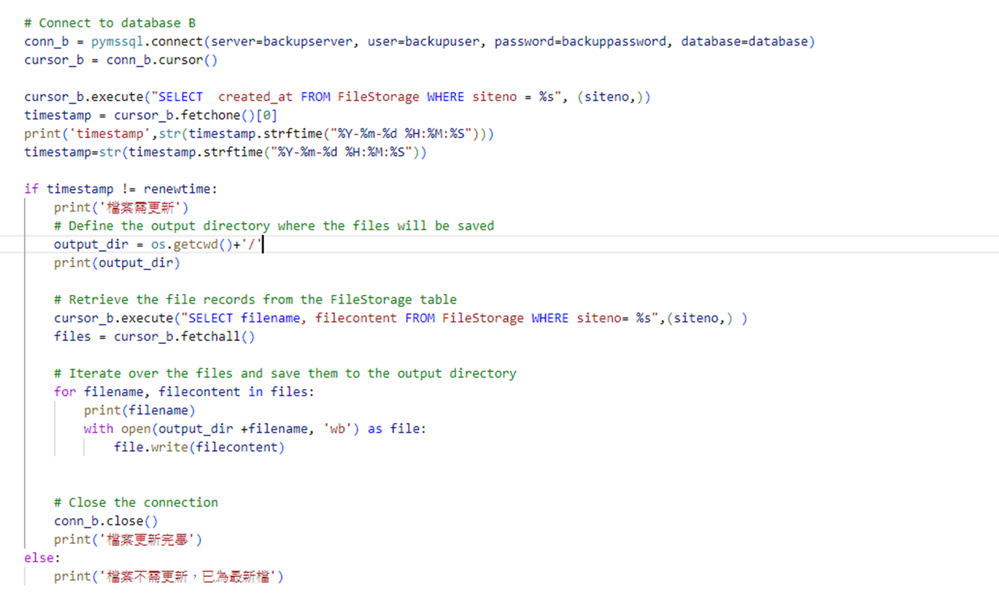 # Connect to database B
conn_b = pymssql.connect(server=backupserver, user=backupuser, password=backuppassword, database=database)
cursor_b = conn_b.cursor()
cursor_b.execute("SELECT  created_at FROM FileStorage WHERE siteno = %s", (siteno,))
timestamp = cursor_b.fetchone()[0]
print('timestamp',str(timestamp.strftime("%Y-%m-%d %H:%M:%S")))
timestamp=str(timestamp.strftime("%Y-%m-%d %H:%M:%S"))
if timestamp != renewtime:
    print('檔案需更新')
    # Define the output directory where the files will be saved
    output_dir = os.getcwd()+'/'
    print(output_dir)
    # Retrieve the file records from the FileStorage table
    cursor_b.execute("SELECT filename, filecontent FROM FileStorage WHERE siteno= %s",(siteno,) )
    files = cursor_b.fetchall()
    # Iterate over the files and save them to the output directory
    for filename, filecontent in files:
        print(filename)
        with open(output_dir +filename, 'wb') as file:
            file.write(filecontent)
    # Close the connection
    conn_b.close()
    print('檔案更新完畢')
else:
    print('檔案不需更新，已為最新檔')